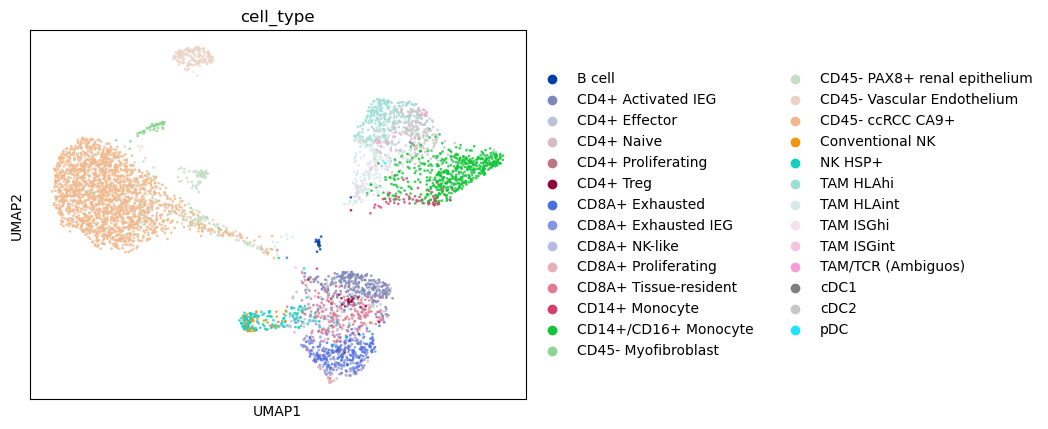 cell_type
UMAP2
UMAP1
B cell
CD4+ Activated IEG
CD4+ Effector
CD4+ Naive
CD4+ Proliferating
CD4+ Treg
CD8A+ Exhausted
CD8A+ Exhausted IEG
CD8A+ NK-like
CD8A+ Proliferating
CD8A+ Tissue-resident
CD14+ Monocyte
CD14+/CD16+ Monocyte
CD45- Myofibroblast
CD45- PAX8+ renal epithelium
CD45- Vascular Endothelium
CD45- ccRCC CA9+
Conventional NK
NK HSP+
TAM HLAhi
TAM HLAint
TAM ISGhi
TAM ISGint
TAM/TCR (Ambiguos)
cDC1
cDC2
pDC